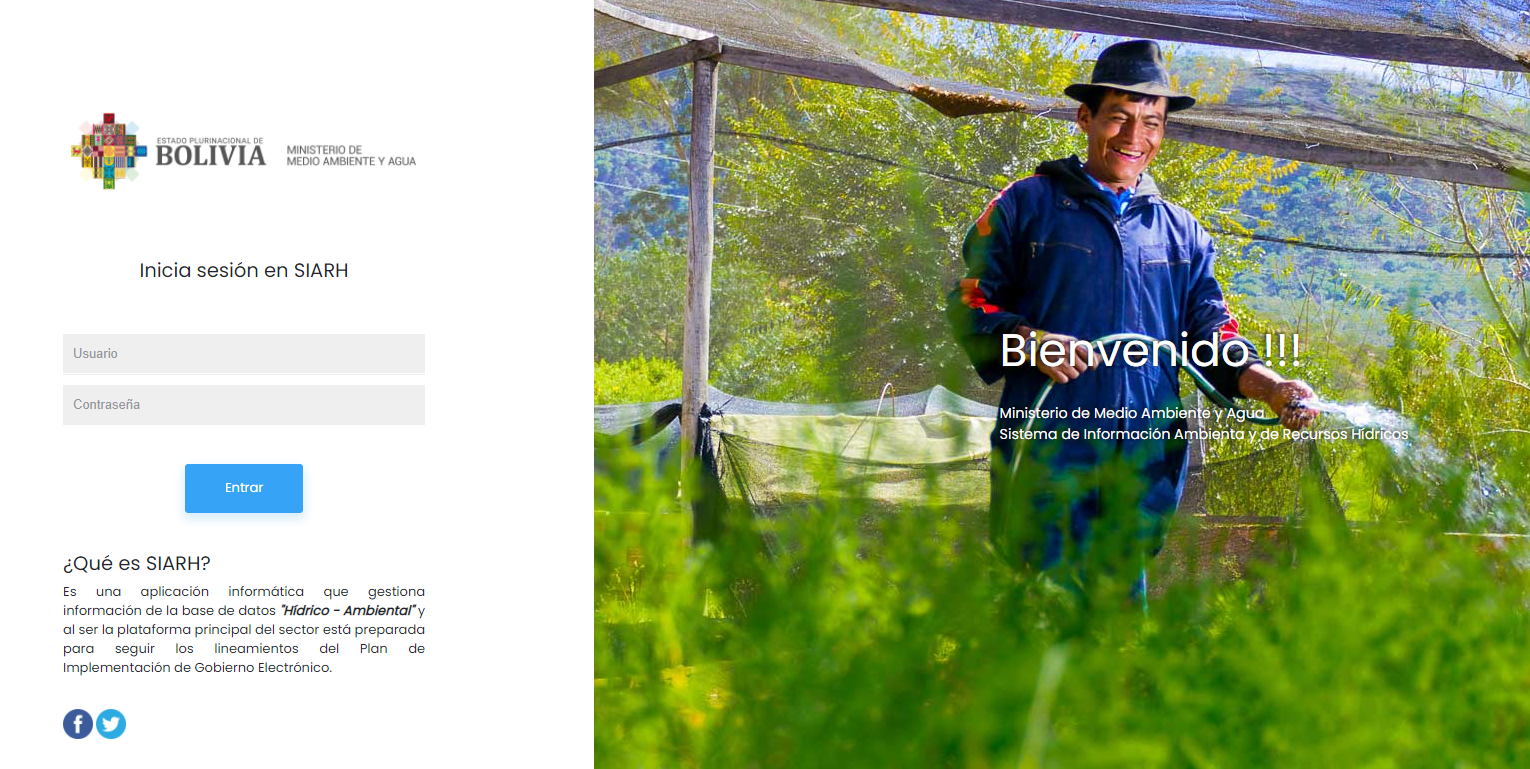 ESTADO PLURINACIONAL DE
BOLIVIA
MINISTERIO DE
MEDIO AMBIENTE Y AGUA
Inicia sesión en SIARH
Usuario
Contraseña
Entrar
¿Qué es SIARH?
Es una aplicación informática que gestiona
información de la base de datos "Hídrico - Ambiental" y
al ser la plataforma principal del sector está preparada
para seguir los lineamientos del Plan de
Implementación de Gobierno Electrónico.
Bienvenido !!!
Ministerio de Medio Ambiente y Agua
Sistema de Información Ambienta y de Recursos Hídricos